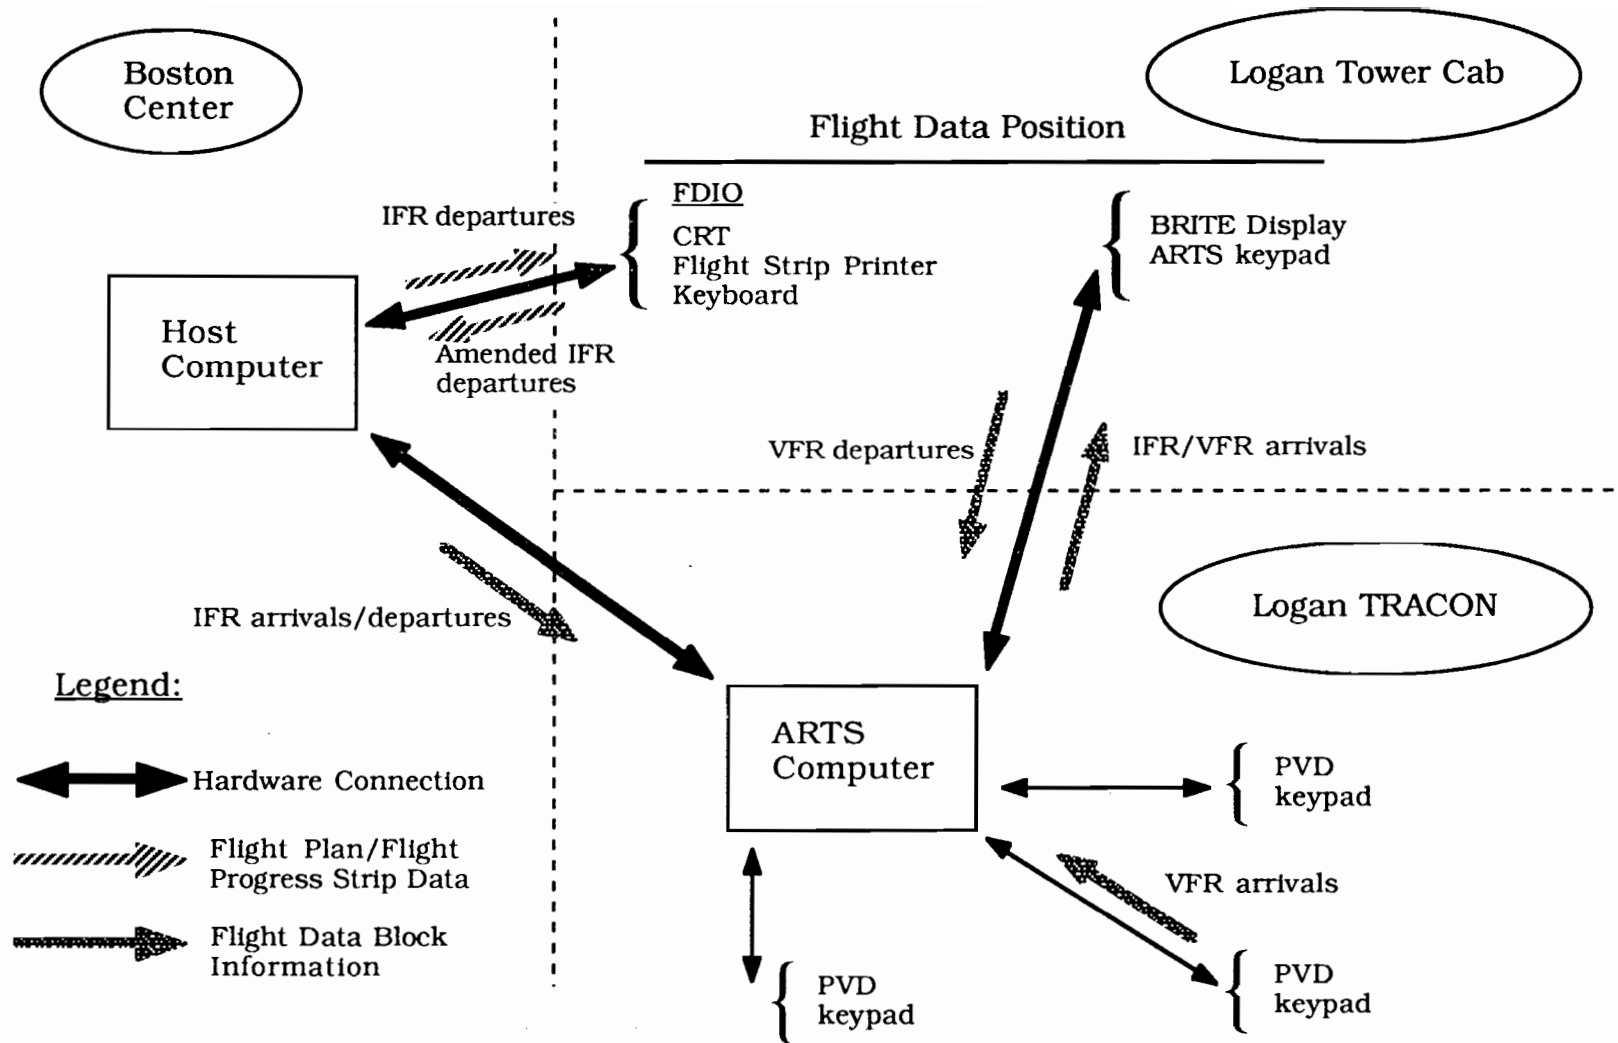 Boston
Center
Logan Tower Cab
Flight Data Position
IFR departures
FDIO
CRT
Flight Strip Printer
Keyboard
BRITE Display
ARTS keypad
Host
Computer
Amended IFR
departures
VFR departures
IFR/VFR arrivals
IFR arrivals/departures
Logan TRACON
Legend:
Hardware Connection
Flight Plan/Flight
Progress Strip Data
Flight Data Block
Information
ARTS
Computer
PVD
keypad
VFR arrivals
PVD
keypad
PVD
keypad